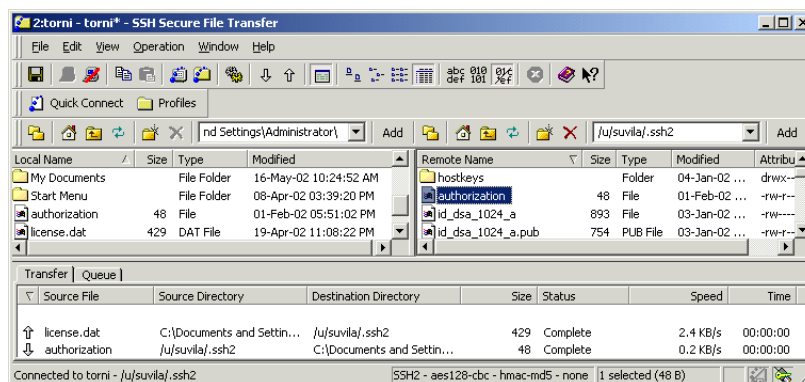 2:torni - torni* - SSH Secure File Transfer
File Edit View Operation Window Help
abc def 010 101
Quick Connect Profiles
nd Settings\Administrator\ Add /u/suvila/.ssh2 Add
Local Name Size Type Modified Remote Name Size Type Modified Attribu
My Documents File Folder 16-May-02 10:24:52 AM hostkeys Folder 04-Jan-02 ... drwx--
Start Menu File Folder 08-Apr-02 03:39:20 PM authorization 48 File 01-Feb-02 ... -rw-r--
authorization 48 File 01-Feb-02 05:51:02 PM id_dsa_1024_a 893 File 03-Jan-02 ... -rw----
license.dat 429 DAT File 19-Apr-02 11:08:22 PM id_dsa_1024_a.pub 754 PUB File 03-Jan-02 ... -rw-r--
Transfer Queue
Source File Source Directory Destination Directory Size Status Speed Time
license.dat C:\Documents and Settin... /u/suvila/.ssh2 429 Complete 2.4 KB/s 00:00:00
authorization /u/suvila/.ssh2 C:\Documents and Settin... 48 Complete 0.2 KB/s 00:00:00
Connected to torni - /u/suvila/.ssh2 SSH2 - aes128-cbc - hmac-md5 - none 1 selected (48 B)